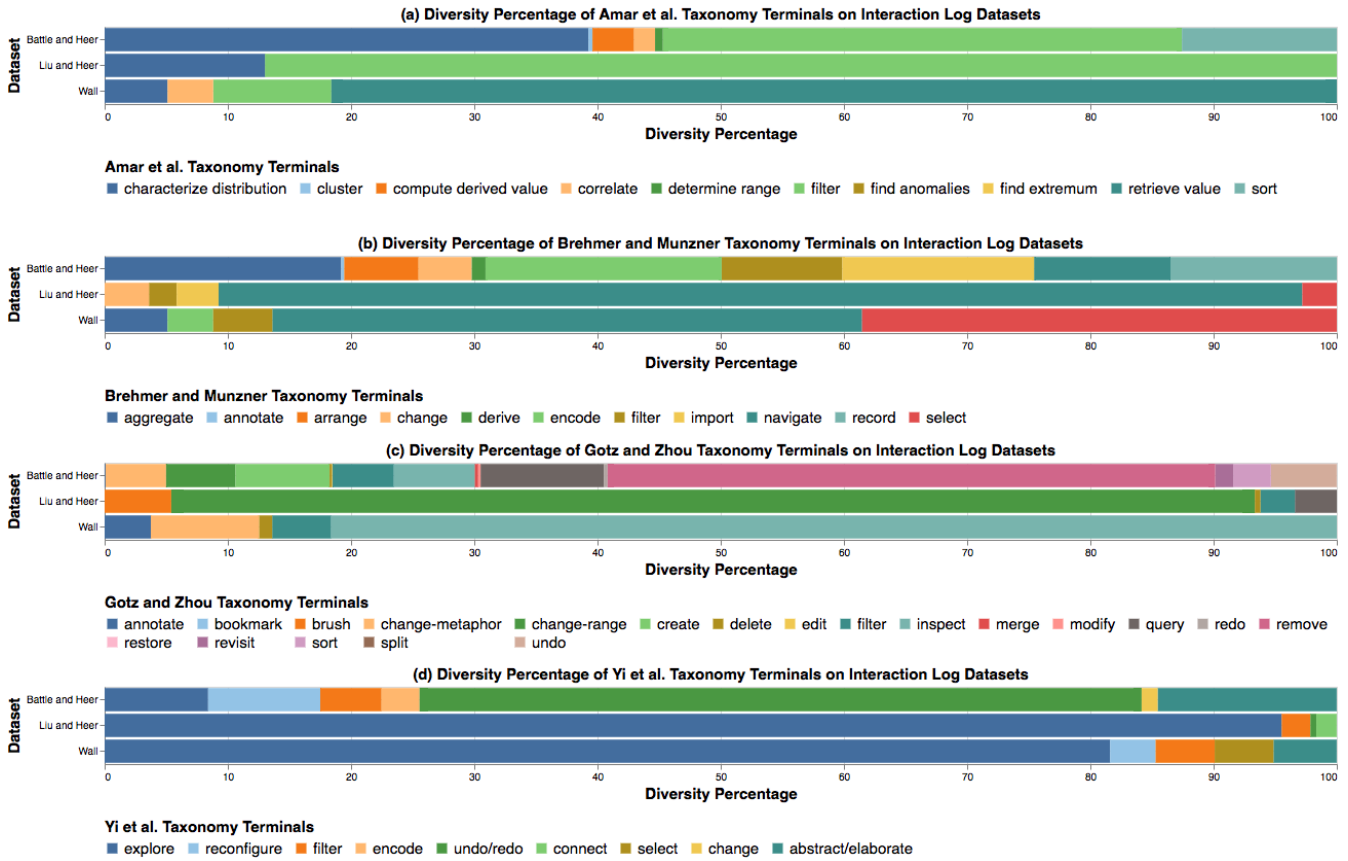 (a) Diversity Percentage of Amar et al. Taxonomy Terminals on Interaction Log Datasets
Dataset
Battle and Heer
Liu and Heer
Wall
0 10 20 30 40 50 60 70 80 90 100
Diversity Percentage
Amar et al. Taxonomy Terminals
characterize distribution cluster compute derived value correlate determine range filter find anomalies find extremum retrieve value sort
(b) Diversity Percentage of Brehmer and Munzner Taxonomy Terminals on Interaction Log Datasets
Dataset
Battle and Heer
Liu and Heer
Wall
0 10 20 30 40 50 60 70 80 90 100
Diversity Percentage
Brehmer and Munzner Taxonomy Terminals
aggregate annotate arrange change derive encode filter import navigate record select
(c) Diversity Percentage of Gotz and Zhou Taxonomy Terminals on Interaction Log Datasets
Dataset
Battle and Heer
Liu and Heer
Wall
0 10 20 30 40 50 60 70 80 90 100
Diversity Percentage
Gotz and Zhou Taxonomy Terminals
annotate bookmark brush change-metaphor change-range create delete edit filter inspect merge modify query redo remove
restore revisit sort split undo
(d) Diversity Percentage of Yi et al. Taxonomy Terminals on Interaction Log Datasets
Dataset
Battle and Heer
Liu and Heer
Wall
0 10 20 30 40 50 60 70 80 90 100
Diversity Percentage
Yi et al. Taxonomy Terminals
explore reconfigure filter encode undo/redo connect select change abstract/elaborate